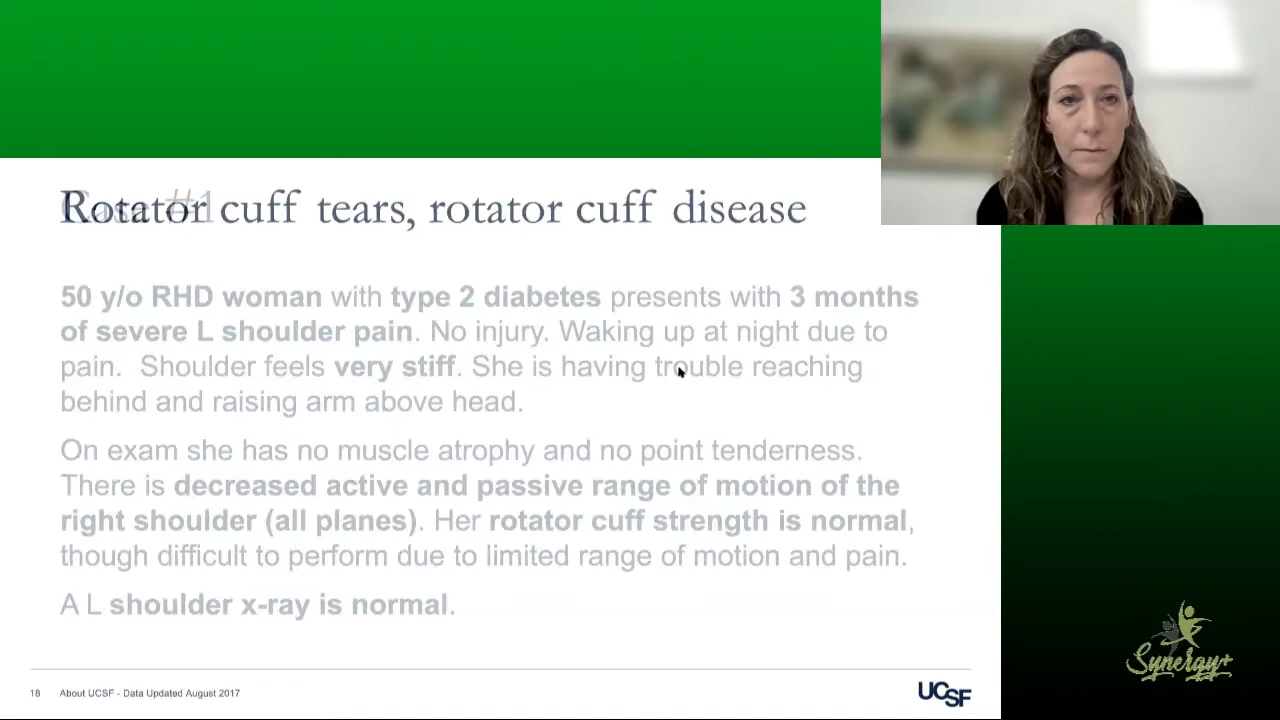 Case #1
Rotator cuff tears, rotator cuff disease
50 y/o RHD woman with type 2 diabetes presents with 3 months
of severe L shoulder pain. No injury. Waking up at night due to
pain. Shoulder feels very stiff. She is having trouble reaching
behind and raising arm above head.
On exam she has no muscle atrophy and no point tenderness.
There is decreased active and passive range of motion of the
right shoulder (all planes). Her rotator cuff strength is normal,
though difficult to perform due to limited range of motion and pain.
A L shoulder x-ray is normal.
18 About UCSF - Data Updated August 2017
UCSF
Synergy+